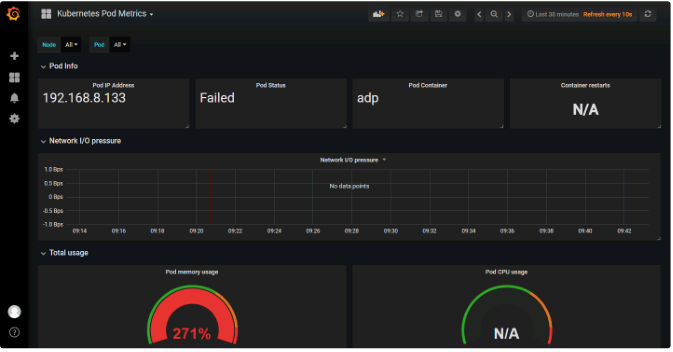 Kubernetes Pod Metrics
Last 30 minutes Refresh every 10s
Node All Pod All
Pod Info
Pod IP Address
192.168.8.133
Pod Status
Failed
Pod Container
adp
Container restarts
N/A
Network I/O pressure
Network I/O pressure
1.0 Bps
0.5 Bps
0 Bps
-0.5 Bps
-1.0 Bps
No data points
09:14 09:16 09:18 09:20 09:22 09:24 09:26 09:28 09:30 09:32 09:34 09:36 09:38 09:40 09:42
Total usage
Pod memory usage
271%
Pod CPU usage
N/A